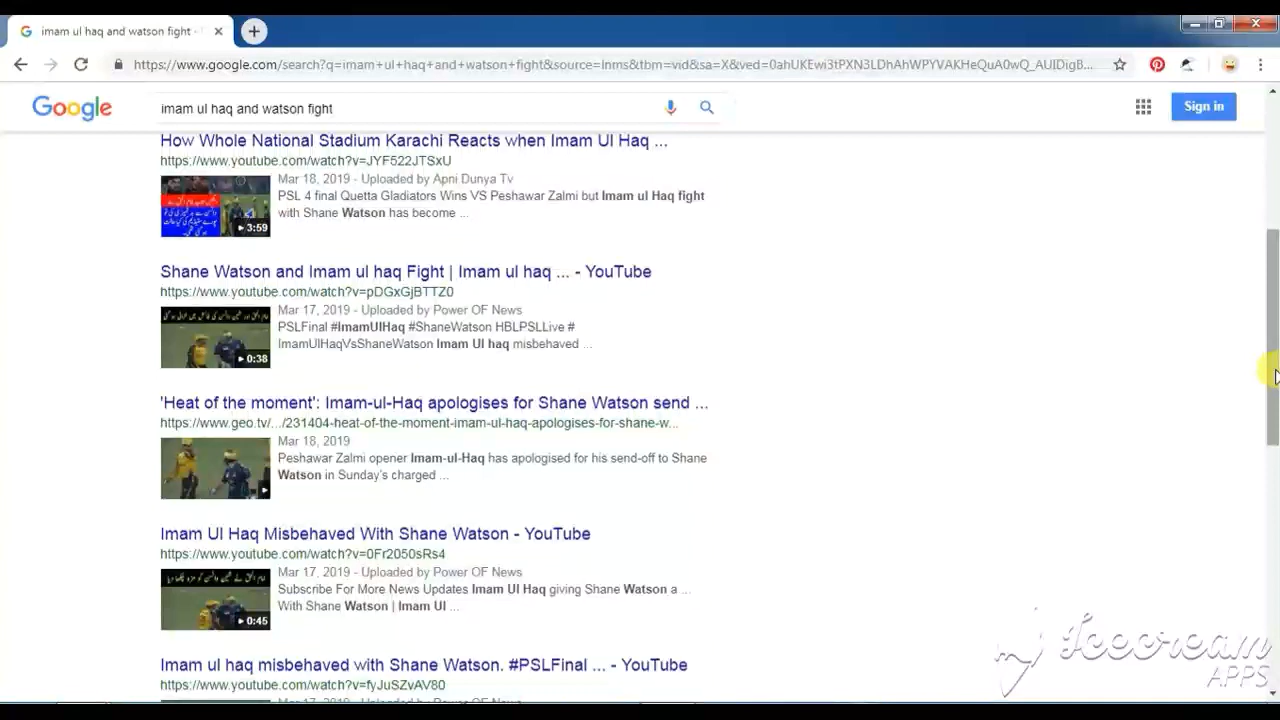 imam ul haq and watson fight -
https://www.google.com/search?q=imam+ul+haq+and+watson+fight&source=lnms&tbm=vid&sa=X&ved=0ahUKEwi3tPXN3LDhAhWPYVAKHeQuA0wQ_AUIDigB...
Google
imam ul haq and watson fight
Sign in
How Whole National Stadium Karachi Reacts when Imam Ul Haq ...
https://www.youtube.com/watch?v=JYF522JTSxU
Mar 18, 2019 - Uploaded by Apni Dunya Tv
PSL 4 final Quetta Gladiators Wins VS Peshawar Zalmi but Imam ul Haq fight
with Shane Watson has become ...
3:59
Shane Watson and Imam ul haq Fight | Imam ul haq ... - YouTube
https://www.youtube.com/watch?v=pDGxGjBTTZ0
Mar 17, 2019 - Uploaded by Power OF News
PSLFinal #ImamUlHaq #ShaneWatson HBLPSLLive #
ImamUlHaqVsShaneWatson Imam Ul haq misbehaved ...
0:38
'Heat of the moment': Imam-ul-Haq apologises for Shane Watson send ...
https://www.geo.tv/.../231404-heat-of-the-moment-imam-ul-haq-apologises-for-shane-w...
Mar 18, 2019
Peshawar Zalmi opener Imam-ul-Haq has apologised for his send-off to Shane
Watson in Sunday's charged ...
Imam Ul Haq Misbehaved With Shane Watson - YouTube
https://www.youtube.com/watch?v=0Fr2050sRs4
Mar 17, 2019 - Uploaded by Power OF News
Subscribe For More News Updates Imam Ul Haq giving Shane Watson a ...
With Shane Watson | Imam Ul ...
0:45
Imam ul haq misbehaved with Shane Watson. #PSLFinal ... - YouTube
https://www.youtube.com/watch?v=fyJuSZvAV80
Icecream
APPS